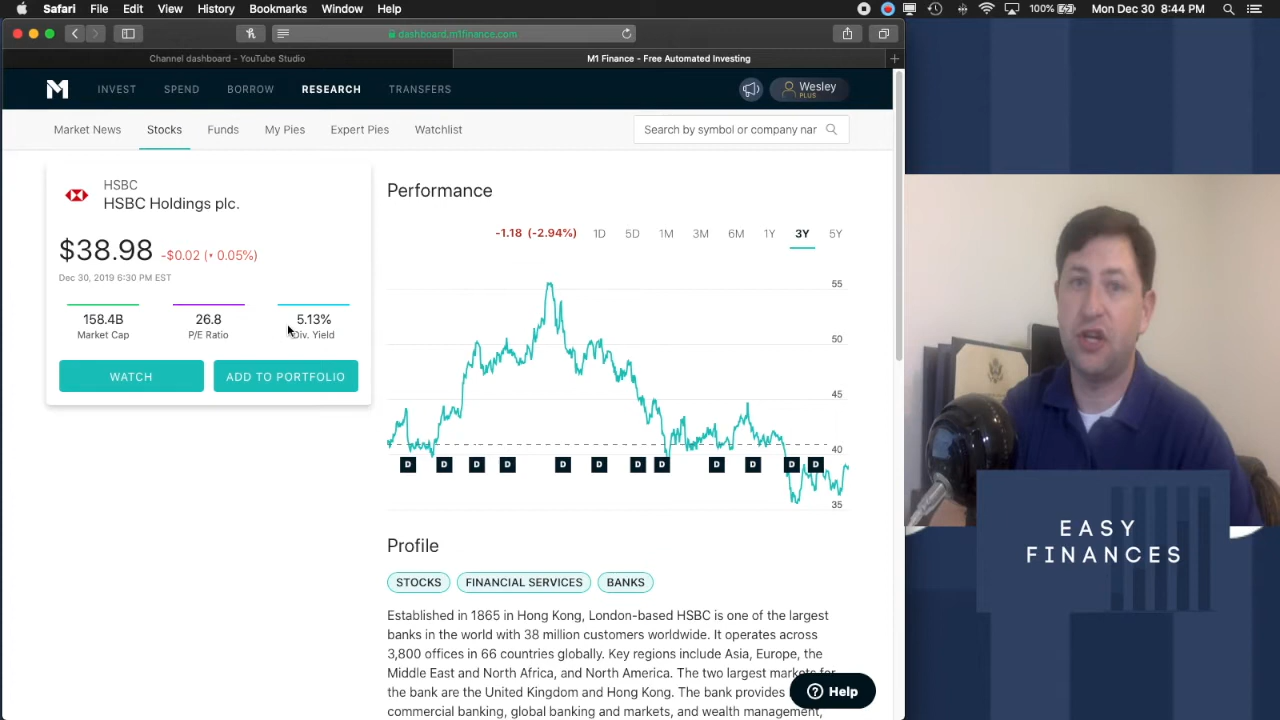 Safari File Edit View History Bookmarks Window Help 100% Mon Dec 30 8:44 PM
dashboard.m1finance.com
Channel dashboard - YouTube Studio M1 Finance - Free Automated Investing
INVEST SPEND BORROW RESEARCH TRANSFERS Wesley
PLUS
Market News Stocks Funds My Pies Expert Pies Watchlist Search by symbol or company nar
HSBC
HSBC Holdings plc.
$38.98 -$0.02 (▾ 0.05%)
Dec 30, 2019 6:30 PM EST
158.4B 26.8 5.13%
Market Cap P/E Ratio Div. Yield
WATCH ADD TO PORTFOLIO
Performance
-1.18 (-2.94%) 1D 5D 1M 3M 6M 1Y 3Y 5Y
55
50
45
40
D D D D D D D D D D D D
35
Profile
STOCKS FINANCIAL SERVICES BANKS
Established in 1865 in Hong Kong, London-based HSBC is one of the largest
banks in the world with 38 million customers worldwide. It operates across
3,800 offices in 66 countries globally. Key regions include Asia, Europe, the
Middle East and North Africa, and North America. The two largest markets for
the bank are the United Kingdom and Hong Kong. The bank provides
commercial banking, global banking and markets, and wealth management,
Help
EASY
FINANCES